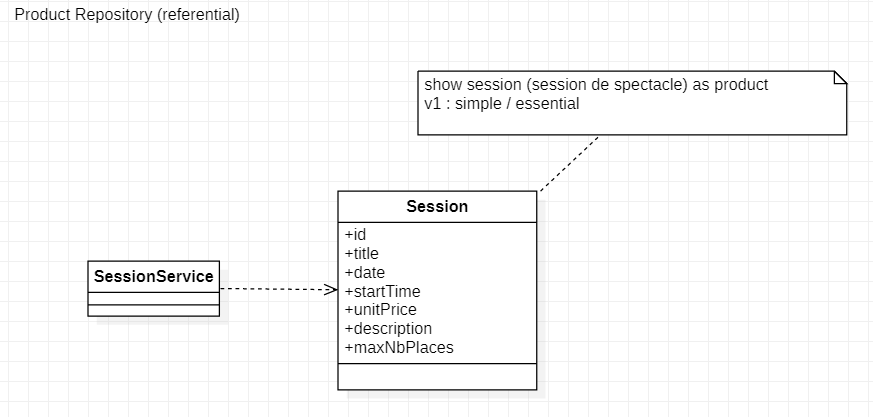 Product Repository (referential)
show session (session de spectacle) as product
v1 : simple / essential
Session
+id
+title
+date
+startTime
+unitPrice
+description
+maxNbPlaces
SessionService